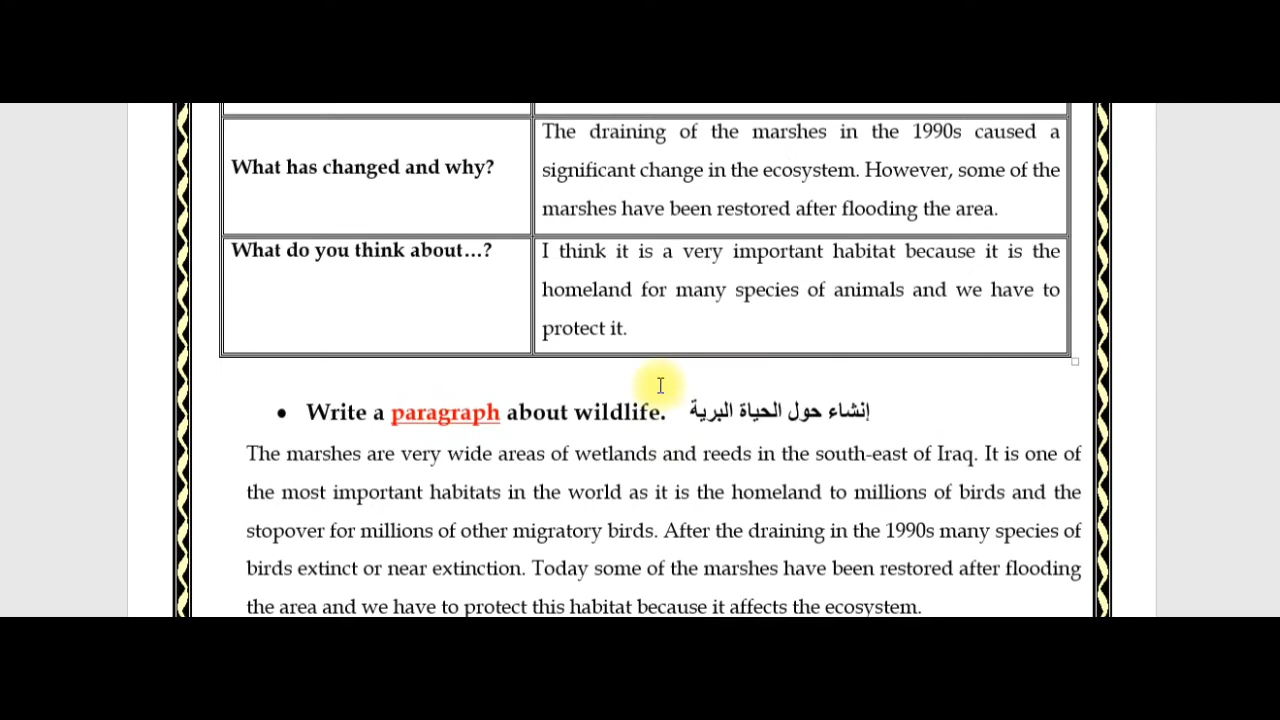 The draining of the marshes in the 1990s caused a
What has changed and why?
significant change in the ecosystem. However, some of the
marshes have been restored after flooding the area.
What do you think about...?
I think it is a very important habitat because it is the
homeland for many species of animals and we have to
protect it.
• Write a paragraph about wildlife. إنشاء حول الحياة البرية
The marshes are very wide areas of wetlands and reeds in the south-east of Iraq. It is one of
the most important habitats in the world as it is the homeland to millions of birds and the
stopover for millions of other migratory birds. After the draining in the 1990s many species of
birds extinct or near extinction. Today some of the marshes have been restored after flooding
the area and we have to protect this habitat because it affects the ecosystem.